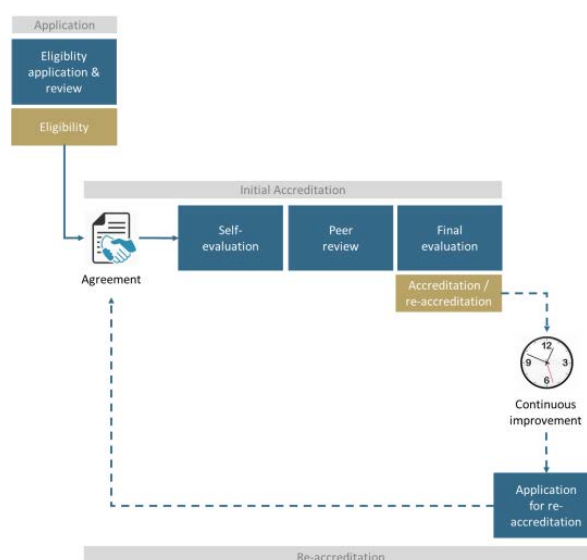 Application
Eligiblity
application &
review
Eligibility
Initial Accreditation
Agreement
Self-
evaluation
Peer
review
Final
evaluation
Accreditation /
re-accreditation
12
9
3
6
Continuous
improvement
Application
for re-
accreditation
Re-accreditation